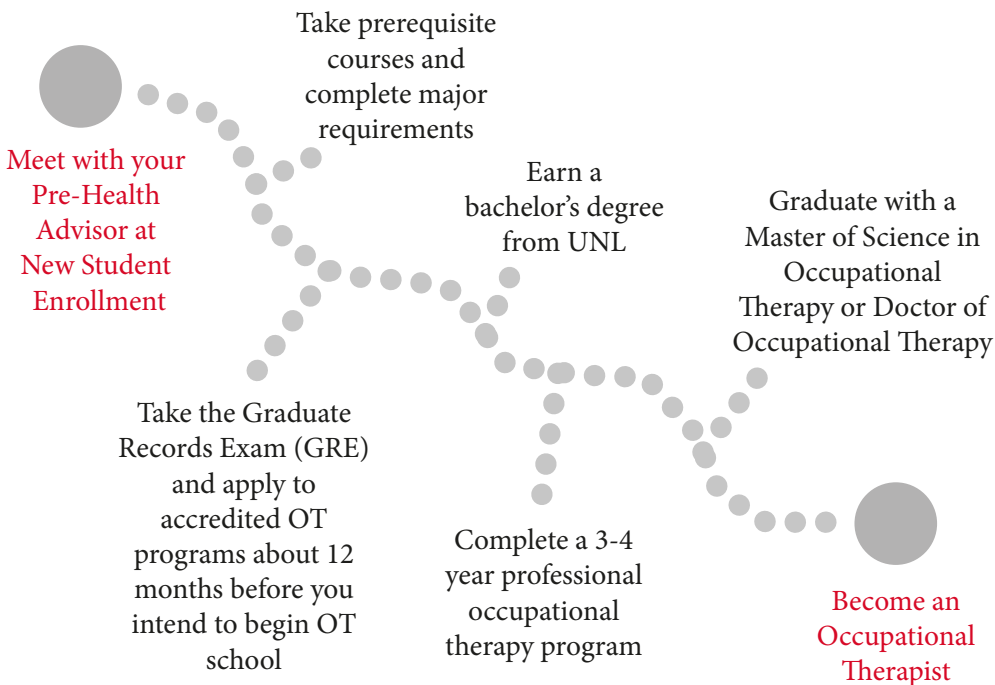 Meet with your
Pre-Health
Advisor at
New Student
Enrollment
Take prerequisite
courses and
complete major
requirements
Take the Graduate
Records Exam (GRE)
and apply to
accredited OT
programs about 12
months before you
intend to begin OT
school
Earn a
bachelor’s degree
from UNL
Complete a 3-4
year professional
occupational
therapy program
Graduate with a
Master of Science in
Occupational
Therapy or Doctor of
Occupational Therapy
Become an
Occupational
Therapist